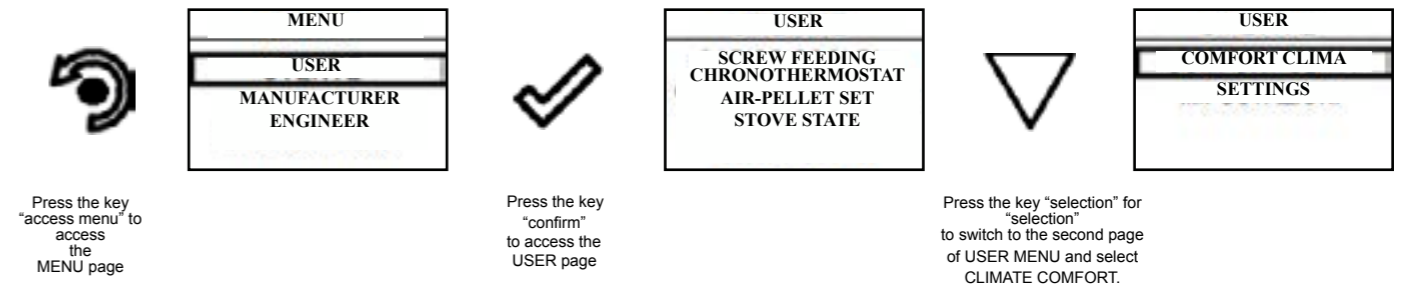 MENU
USER
MANUFACTURER
ENGINEER
USER
SCREW FEEDING
CHRONOTHERMOSTAT
AIR-PELLET SET
STOVE STATE
USER
COMFORT CLIMA
SETTINGS
Press the key
“access menu” to
access
the
MENU page
Press the key
“confirm”
to access the
USER page
Press the key “selection” for
“selection”
to switch to the second page
of USER MENU and select
CLIMATE COMFORT.